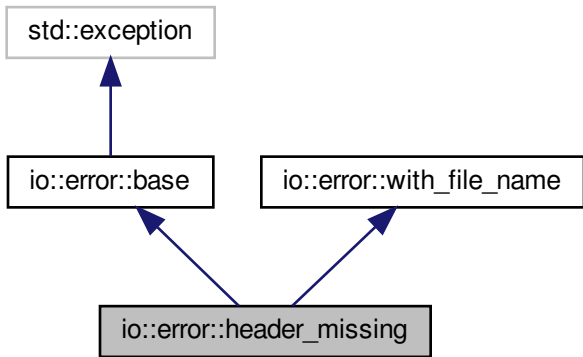 std::exception
io::error::base
io::error::with_file_name
io::error::header_missing